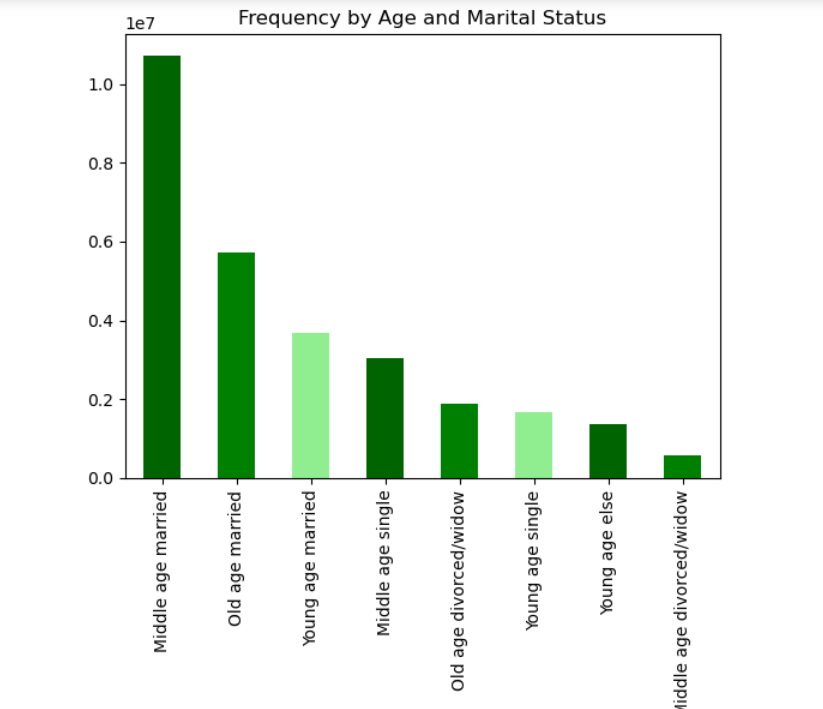 Frequency by Age and Marital Status
1e7
1.0
0.8
0.6
0.4
0.2
0.0
Middle age married
Old age married
Young age married
Middle age single
Old age divorced/widow
Young age single
Young age else
Middle age divorced/widow